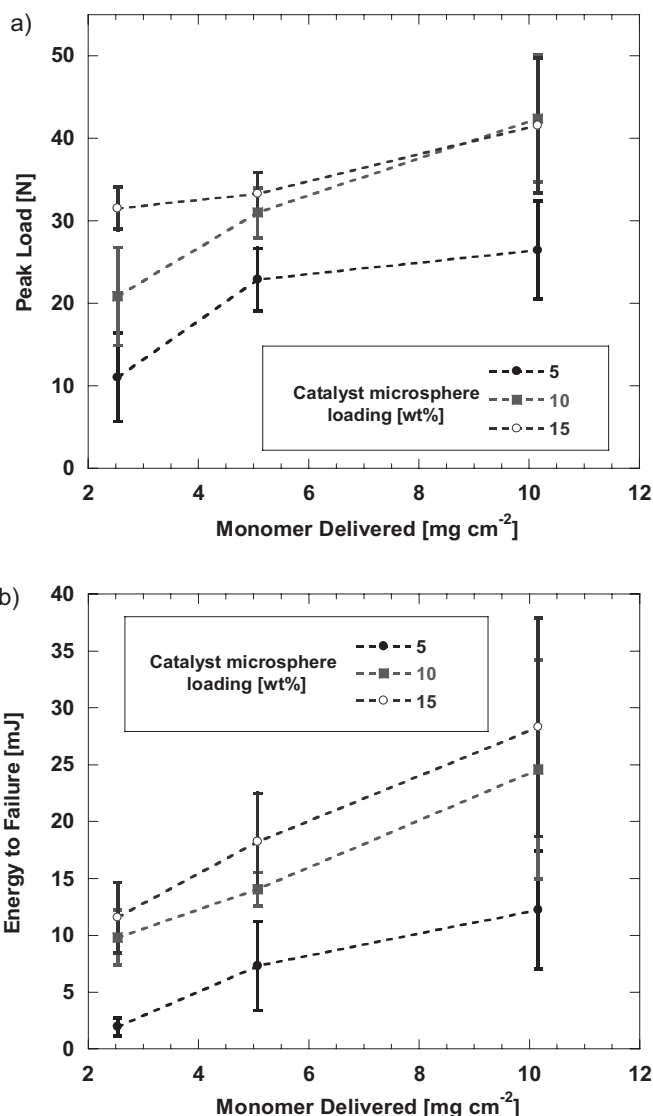 a)
50
40
30
20
10
0
Peak Load [N]
2 4 6 8 10 12
Monomer Delivered [mg cm-2]
Catalyst microsphere
loading [wt%]
5
10
15
b)
40
35
30
25
20
15
10
5
0
Energy to Failure [mJ]
Catalyst microsphere
loading [wt%]
5
10
15
2 4 6 8 10 12
Monomer Delivered [mg cm-2]